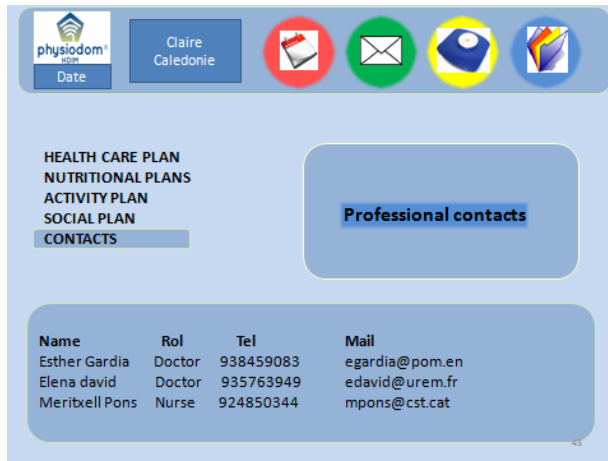 physiodom®
HDIM
Date
Claire
Caledonie
HEALTH CARE PLAN
NUTRITIONAL PLANS
ACTIVITY PLAN
SOCIAL PLAN
CONTACTS
Professional contacts
Name Rol Tel Mail
Esther Gardia Doctor 938459083 egardia@pom.en
Elena david Doctor 935763949 edavid@urem.fr
Meritxell Pons Nurse 924850344 mpons@cst.cat
43